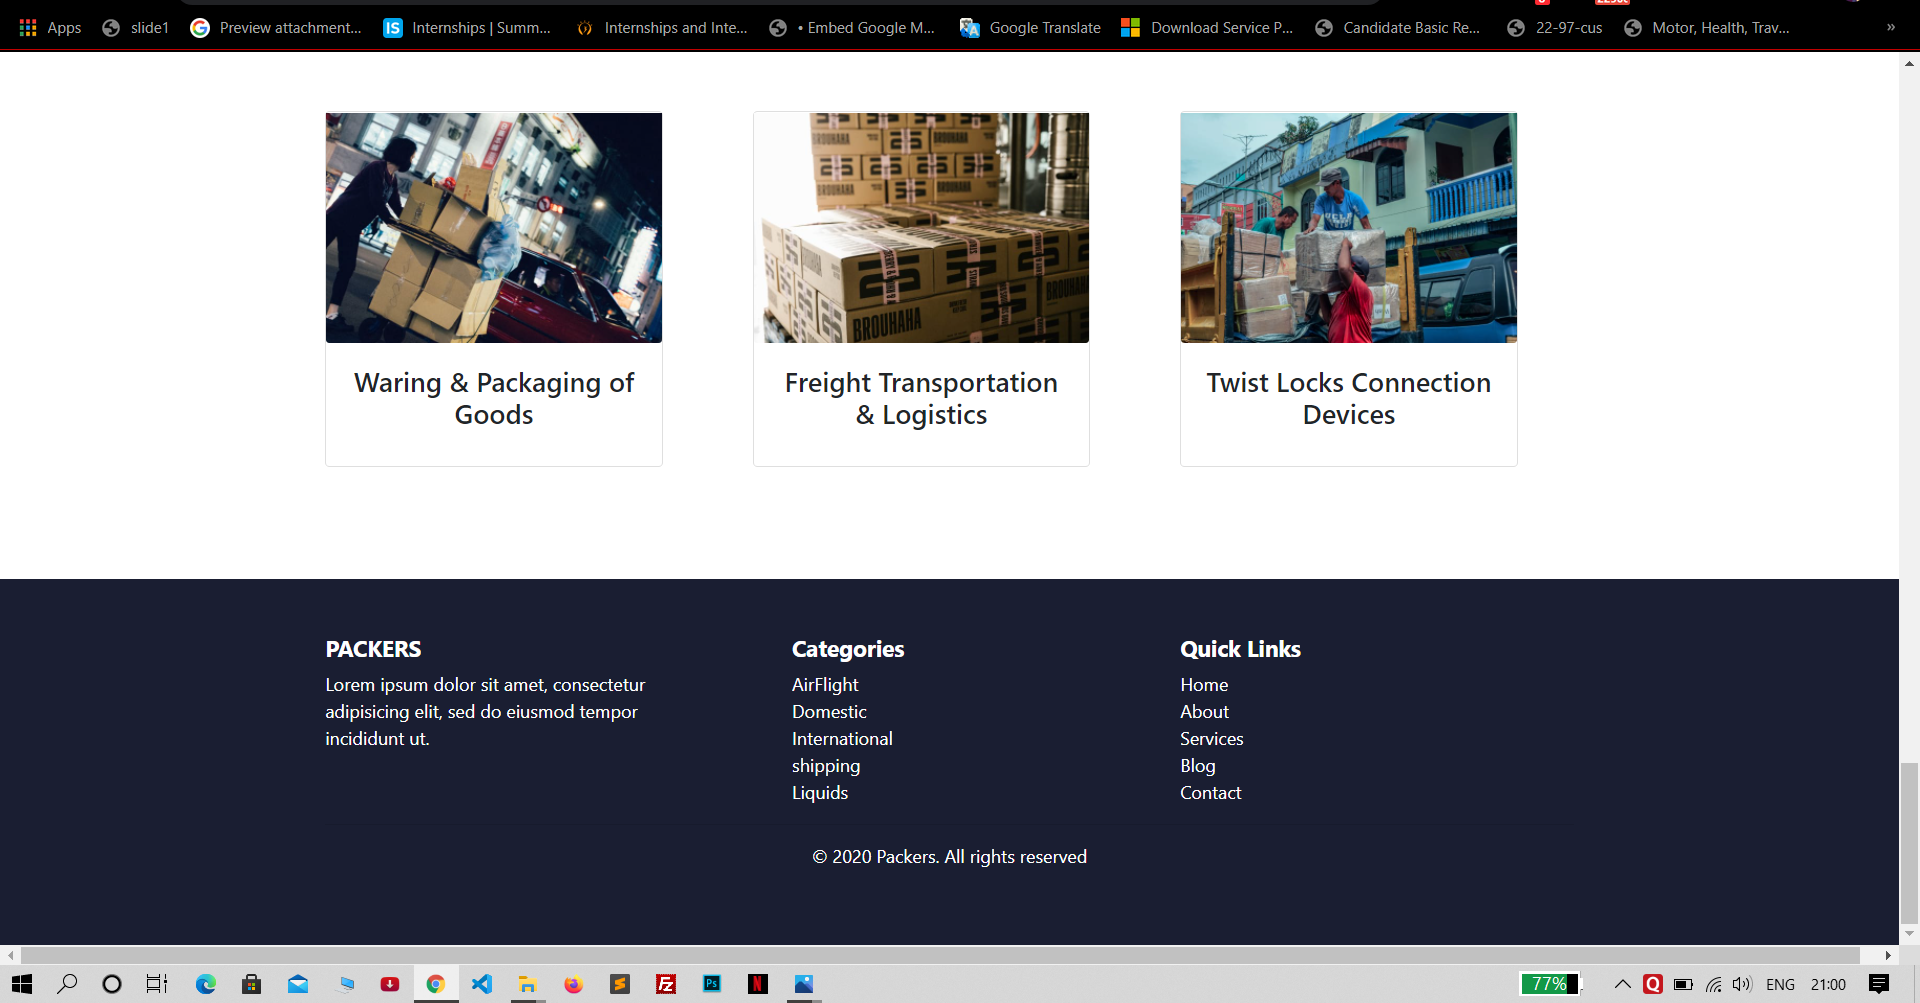 Apps slide1 Preview attachment... Internships | Summ... Internships and Inte... • Embed Google M... Google Translate Download Service P... Candidate Basic Re... 22-97-cus Motor, Health, Trav... »
BROUHAHA
BROUHAHA
BROUHAHA
Waring & Packaging of
Goods
Freight Transportation
& Logistics
Twist Locks Connection
Devices
PACKERS
Lorem ipsum dolor sit amet, consectetur
adipisicing elit, sed do eiusmod tempor
incididunt ut.
Categories
AirFlight
Domestic
International
shipping
Liquids
Quick Links
Home
About
Services
Blog
Contact
© 2020 Packers. All rights reserved
77% ENG 21:00